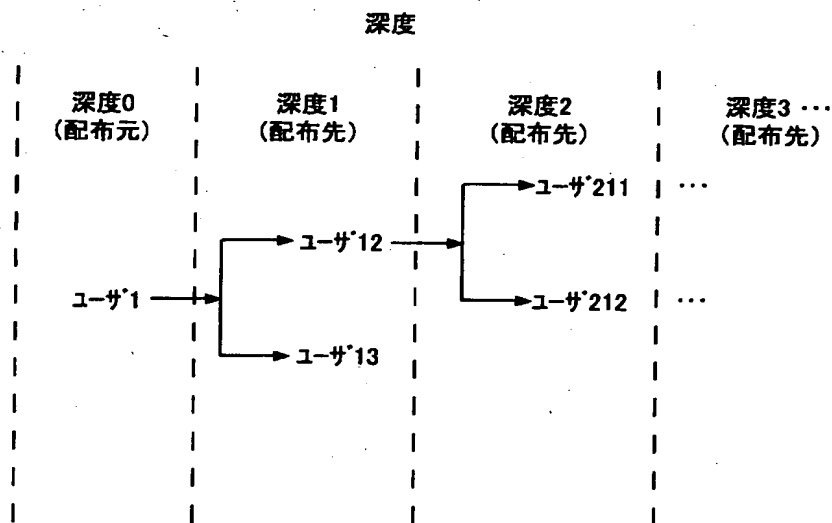 深度
深度0
(配布元)
深度1
(配布先)
深度2
(配布先)
深度3 ・・・
(配布先)
ﾕｰｻﾞ211 ・・・
ﾕｰｻﾞ12
ﾕｰｻﾞ1
ﾕｰｻﾞ212 ・・・
ﾕｰｻﾞ13